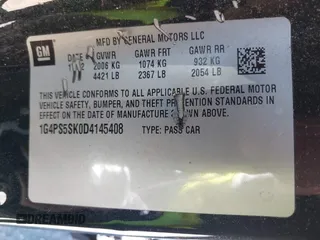 GM
MFD BY GENERAL MOTORS LLC
DATE GVWR GAWR FRT GAWR RR
2006 KG 1074 KG 932 KG
4421 LB 2367 LB 2054 LB
THIS VEHICLE CONFORMS TO ALL APPLICABLE U.S. FEDERAL MOTOR
VEHICLE SAFETY, BUMPER, AND THEFT PREVENTION STANDARDS IN
EFFECT ON THE DATE OF MANUFACTURE SHOWN ABOVE.
1G4PS5SK0D4145408 TYPE: PASS CAR
DREAMBID